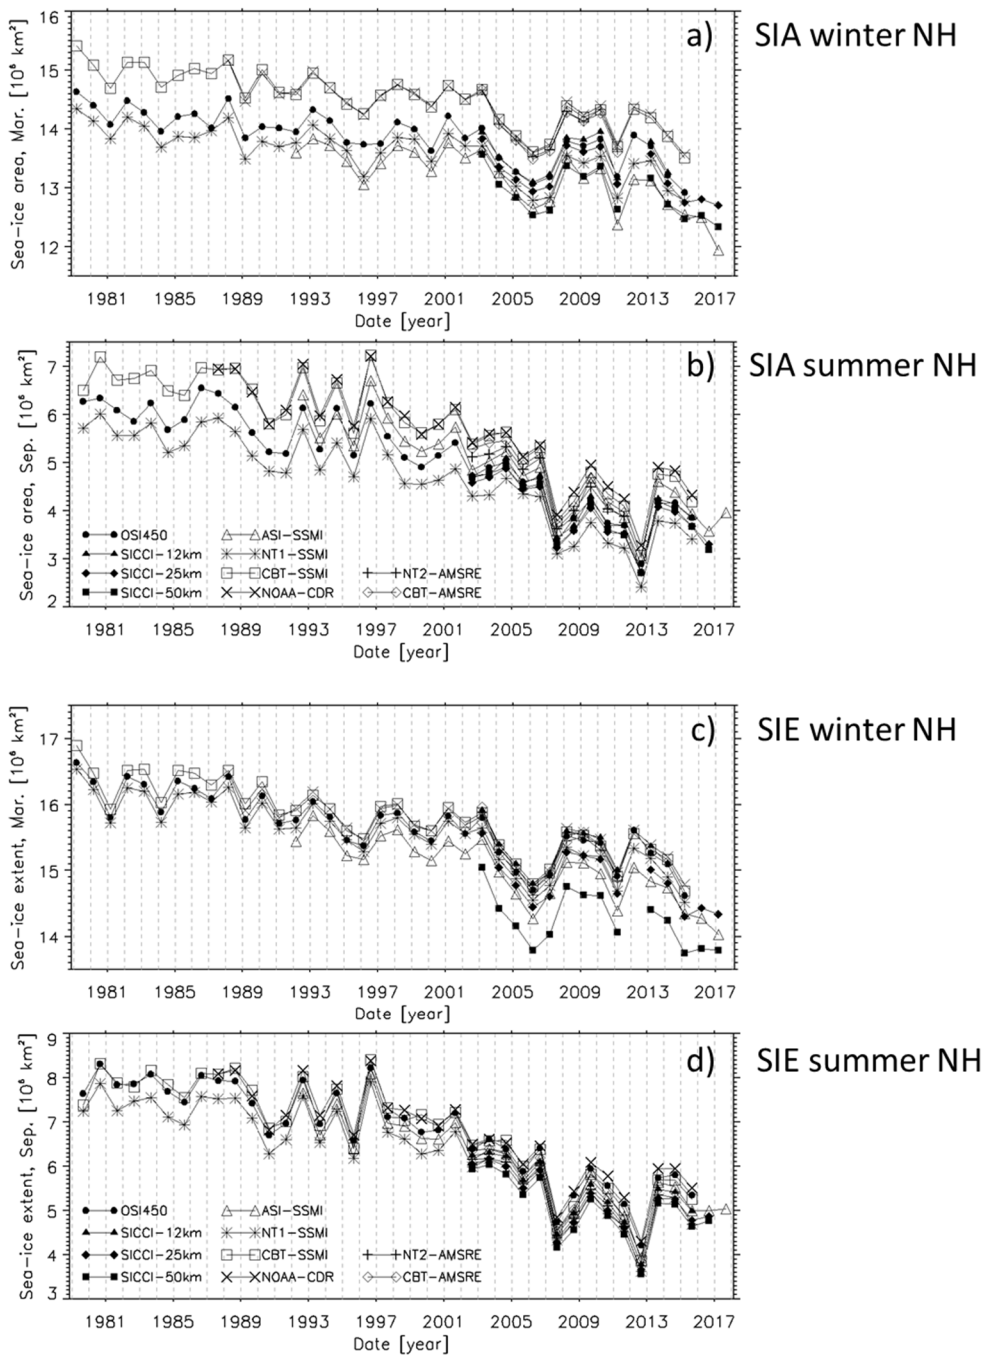 16
15
14
13
12
Sea-ice area, Mar. [10⁶ km²]
a)
SIA winter NH
1981 1985 1989 1993 1997 2001 2005 2009 2013 2017
Date [year]
7
6
5
4
3
2
Sea-ice area, Sep. [10⁶ km²]
b)
SIA summer NH
OSI450 ASI-SSMI
SICCI-12km NT1-SSMI
SICCI-25km CBT-SSMI NT2-AMSRE
SICCI-50km NOAA-CDR CBT-AMSRE
1981 1985 1989 1993 1997 2001 2005 2009 2013 2017
Date [year]
17
16
15
14
Sea-ice extent, Mar. [10⁶ km²]
c)
SIE winter NH
1981 1985 1989 1993 1997 2001 2005 2009 2013 2017
Date [year]
9
8
7
6
5
4
3
Sea-ice extent, Sep. [10⁶ km²]
d)
SIE summer NH
OSI450 ASI-SSMI
SICCI-12km NT1-SSMI
SICCI-25km CBT-SSMI NT2-AMSRE
SICCI-50km NOAA-CDR CBT-AMSRE
1981 1985 1989 1993 1997 2001 2005 2009 2013 2017
Date [year]